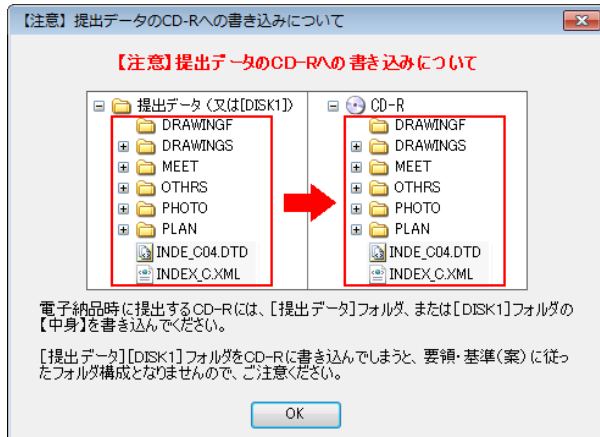 【注意】提出データのCD-Rへの書き込みについて
【注意】提出データのCD-Rへの書き込みについて
提出データ(又は[DISK1])
DRAWINGF
DRAWINGS
MEET
OTHRS
PHOTO
PLAN
INDE_C04.DTD
INDEX_C.XML
CD-R
DRAWINGF
DRAWINGS
MEET
OTHRS
PHOTO
PLAN
INDE_C04.DTD
INDEX_C.XML
電子納品時に提出するCD-Rには、[提出データ]フォルダ、または[DISK1]フォルダの
【中身】を書き込んでください。
[提出データ][DISK1]フォルダをCD-Rに書き込んでしまうと、要領・基準(案)に従っ
たフォルダ構成となりませんので、ご注意ください。
OK